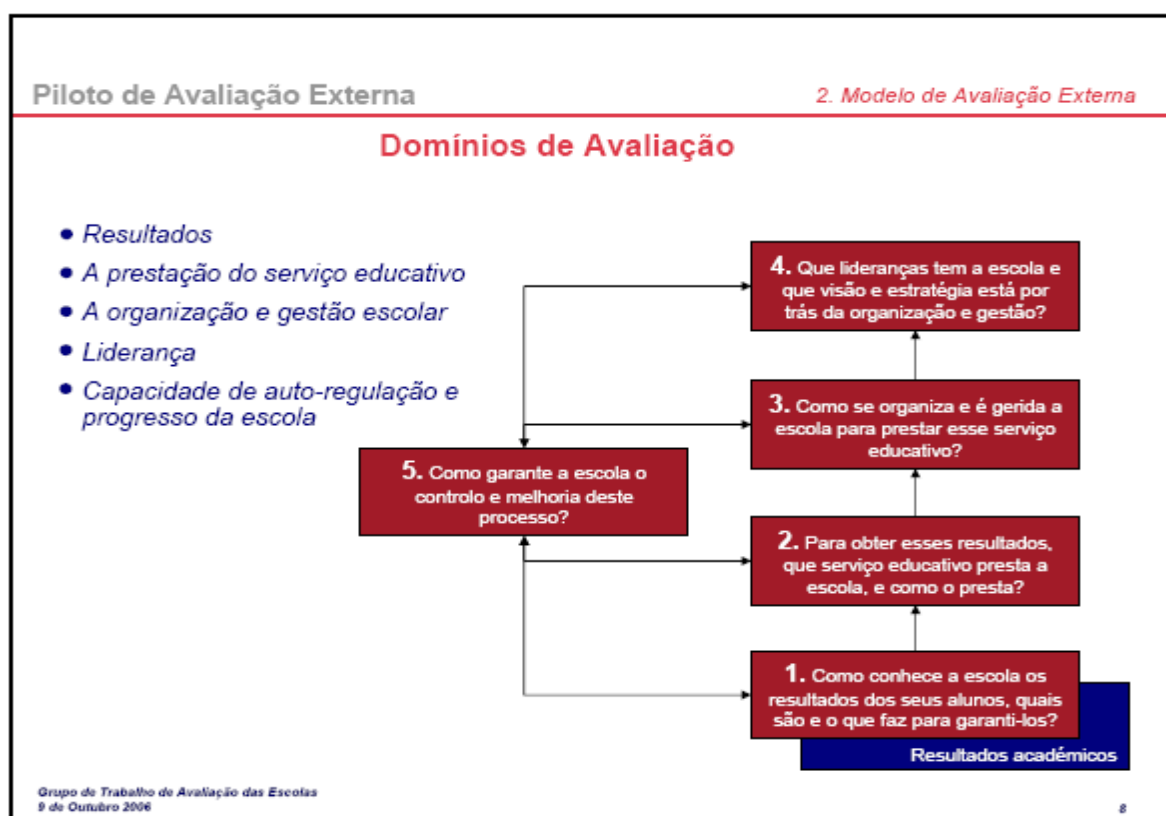 Piloto de Avaliação Externa
2. Modelo de Avaliação Externa
Domínios de Avaliação
• Resultados
• A prestação do serviço educativo
• A organização e gestão escolar
• Liderança
• Capacidade de auto-regulação e
progresso da escola
4. Que lideranças tem a escola e
que visão e estratégia está por
trás da organização e gestão?
3. Como se organiza e é gerida a
escola para prestar esse serviço
educativo?
5. Como garante a escola o
controlo e melhoria deste
processo?
2. Para obter esses resultados,
que serviço educativo presta a
escola, e como o presta?
1. Como conhece a escola os
resultados dos seus alunos, quais
são e o que faz para garanti-los?
Resultados académicos
Grupo de Trabalho de Avaliação das Escolas
9 de Outubro 2006
8